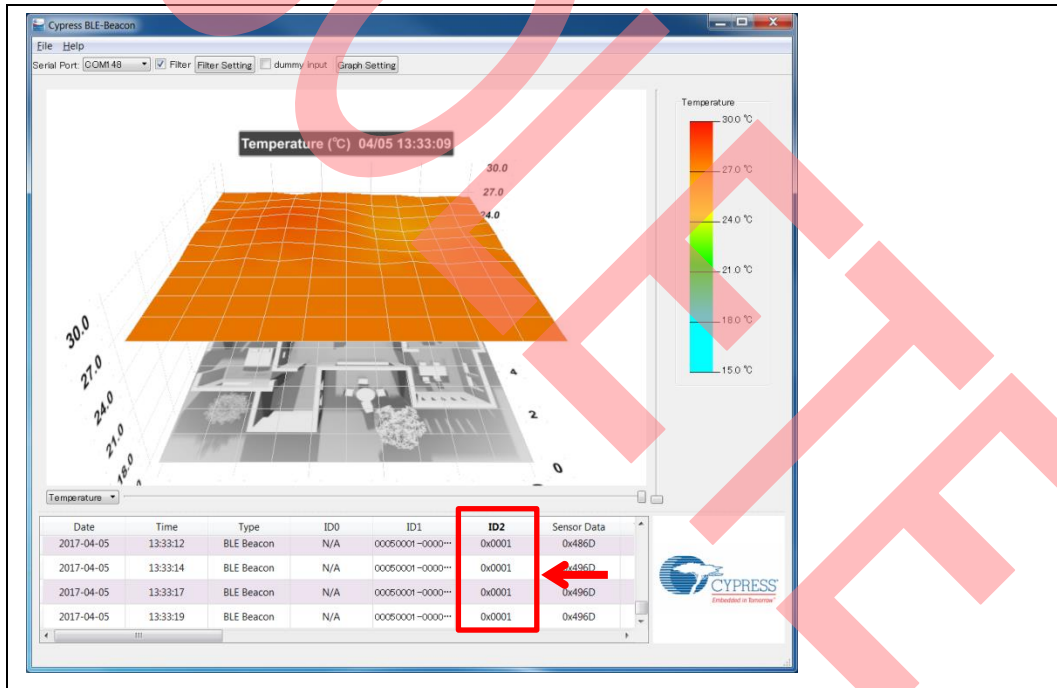 Cypress BLE-Beacon
File Help
Serial Port: COM148 Filter Filter Setting dummy input Graph Setting
Temperature (℃) 04/05 13:33:09
30.0
27.0
24.0
30.0
27.0
24.0
21.0
18.0
4
2
0
Temperature
30.0 ℃
27.0 ℃
24.0 ℃
21.0 ℃
18.0 ℃
15.0 ℃
Temperature
Date Time Type ID0 ID1 ID2 Sensor Data
2017-04-05 13:33:12 BLE Beacon N/A 00050001-0000··· 0x0001 0x486D
2017-04-05 13:33:14 BLE Beacon N/A 00050001-0000··· 0x0001 0x496D
2017-04-05 13:33:17 BLE Beacon N/A 00050001-0000··· 0x0001 0x496D
2017-04-05 13:33:19 BLE Beacon N/A 00050001-0000··· 0x0001 0x496D
CYPRESS
Embedded in Tomorrow